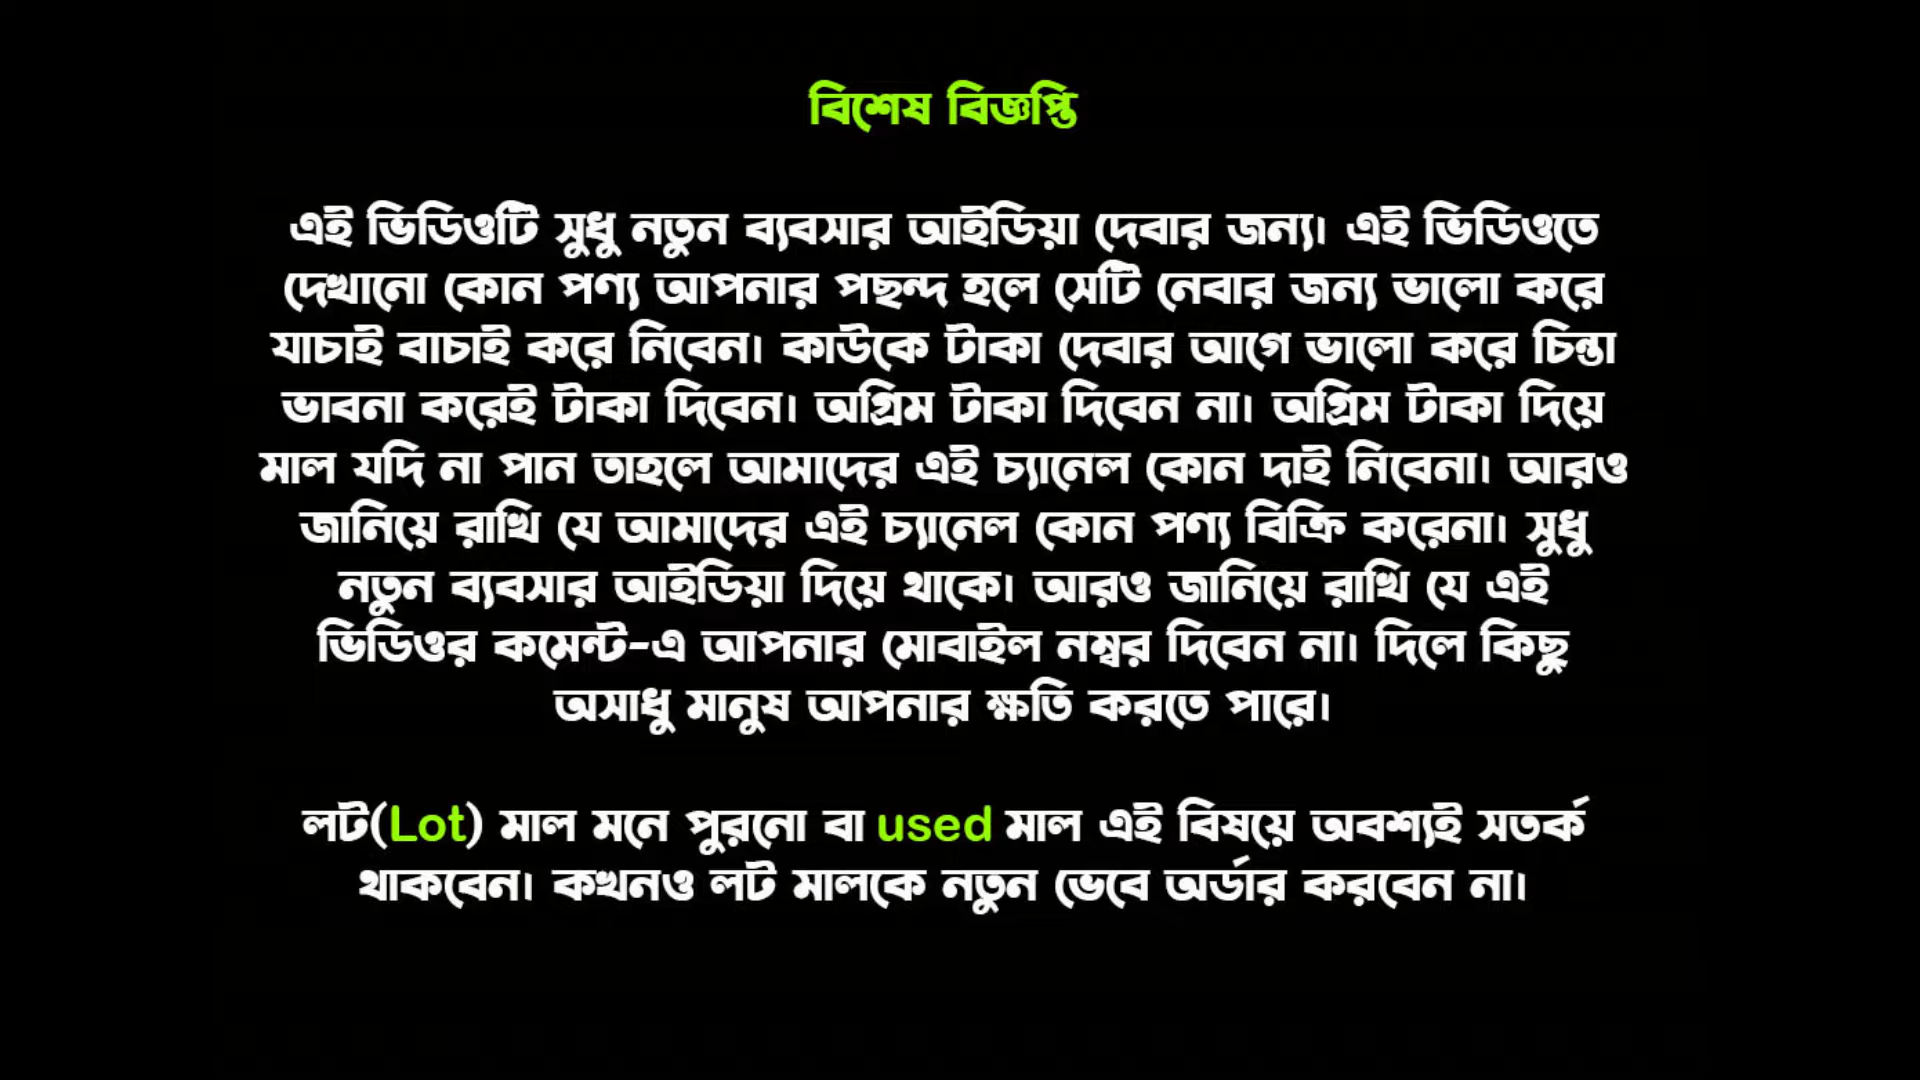 বিশেষ বিজ্ঞপ্তি
এই ভিডিওটি সুধু নতুন ব্যবসার আইডিয়া দেবার জন্য। এই ভিডিওতে
দেখানো কোন পণ্য আপনার পছন্দ হলে সেটি নেবার জন্য ভালো করে
যাচাই বাচাই করে নিবেন। কাউকে টাকা দেবার আগে ভালো করে চিন্তা
ভাবনা করেই টাকা দিবেন। অগ্রিম টাকা দিবেন না। অগ্রিম টাকা দিয়ে
মাল যদি না পান তাহলে আমাদের এই চ্যানেল কোন দাই নিবেনা। আরও
জানিয়ে রাখি যে আমাদের এই চ্যানেল কোন পণ্য বিক্রি করেনা। সুধু
নতুন ব্যবসার আইডিয়া দিয়ে থাকে। আরও জানিয়ে রাখি যে এই
ভিডিওর কমেন্ট-এ আপনার মোবাইল নম্বর দিবেন না। দিলে কিছু
অসাধু মানুষ আপনার ক্ষতি করতে পারে।
লট(Lot) মাল মনে পুরনো বা used মাল এই বিষয়ে অবশ্যই সতর্ক
থাকবেন। কখনও লট মালকে নতুন ভেবে অর্ডার করবেন না।